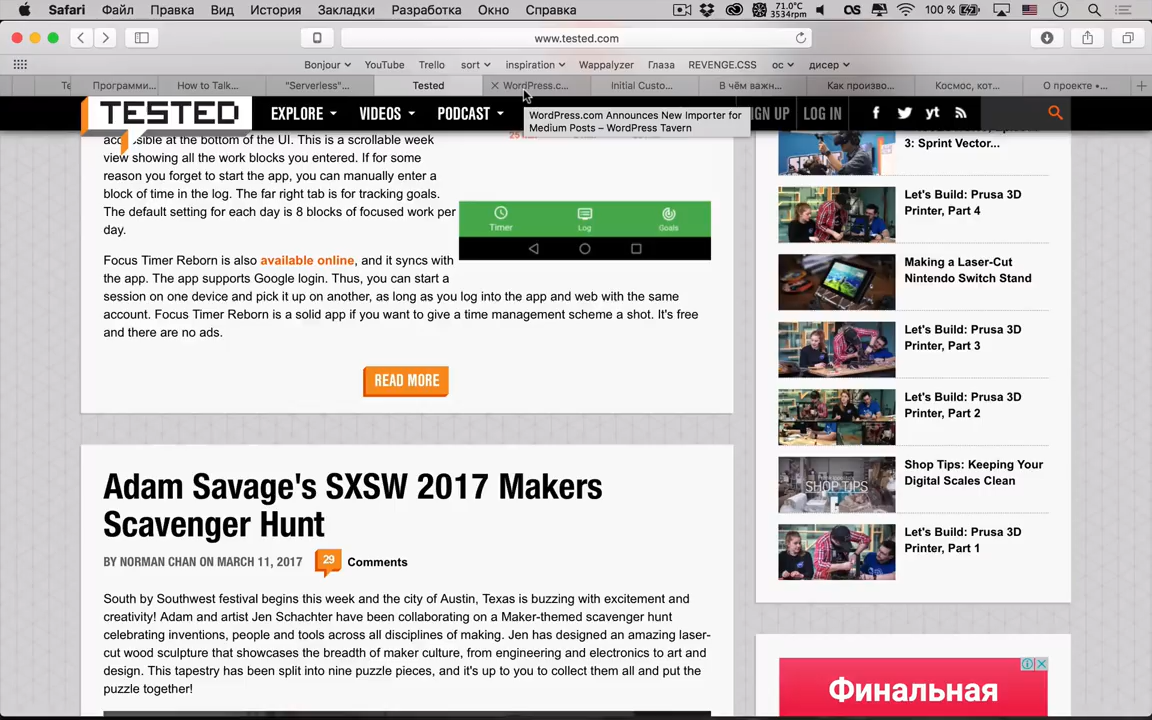 Safari Файл Правка Вид История Закладки Разработка Окно Справка 71.0°C 3534rpm 100 %
www.tested.com
Bonjour YouTube Trello sort inspiration Wappalyzer Глаза REVENGE.CSS ос дисер
Те Программи... How to Talk... "Serverless"... Tested WordPress.c... Initial Custo... В чём важн... Как произво... Космос, кот... О проекте •...
TESTED EXPLORE VIDEOS PODCAST GN UP LOG IN
WordPress.com Announces New Importer for
Medium Posts – WordPress Tavern
at the bottom of the UI. This is a scrollable week
view showing all the work blocks you entered. If for some
reason you forget to start the app, you can manually enter a
block of time in the log. The far right tab is for tracking goals.
The default setting for each day is 8 blocks of focused work per
day.
Timer Log Goals
Focus Timer Reborn is also available online, and it syncs with
the app. The app supports Google login. Thus, you can start a
session on one device and pick it up on another, as long as you log into the app and web with the same
account. Focus Timer Reborn is a solid app if you want to give a time management scheme a shot. It's free
and there are no ads.
READ MORE
Adam Savage's SXSW 2017 Makers
Scavenger Hunt
BY NORMAN CHAN ON MARCH 11, 2017 29 Comments
South by Southwest festival begins this week and the city of Austin, Texas is buzzing with excitement and
creativity! Adam and artist Jen Schachter have been collaborating on a Maker-themed scavenger hunt
celebrating inventions, people and tools across all disciplines of making. Jen has designed an amazing laser-
cut wood sculpture that showcases the breadth of maker culture, from engineering and electronics to art and
design. This tapestry has been split into nine puzzle pieces, and it's up to you to collect them all and put the
puzzle together!
3: Sprint Vector...
Let's Build: Prusa 3D
Printer, Part 4
Making a Laser-Cut
Nintendo Switch Stand
Let's Build: Prusa 3D
Printer, Part 3
Let's Build: Prusa 3D
Printer, Part 2
SHOP TIPS
Shop Tips: Keeping Your
Digital Scales Clean
Let's Build: Prusa 3D
Printer, Part 1
Финальная